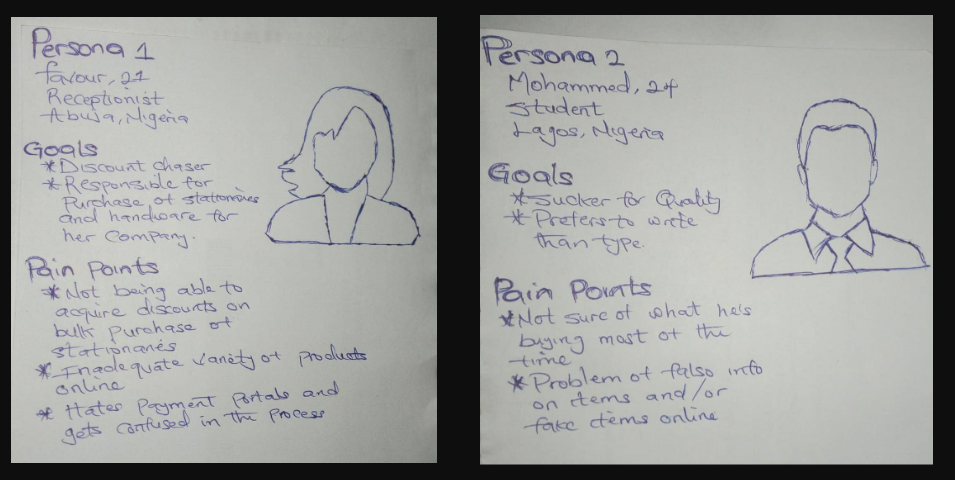 Persona 1
Favour, 21
Receptionist
Abuja, Nigeria
Goals
* Discount chaser
* Responsible for
Purchase of stationaries
and handware for
her Company.
Pain Points
* Not being able to
acquire discounts on
bulk purchase of
stationaries
* Inadequate variety of products
online
* Hates Payment Portals and
gets confused in the process
Persona 2
Mohammed, 24
Student
Lagos, Nigeria
Goals
* Sucker for Quality
* Prefers to write
than type.
Pain Points
* Not sure of what he's
buying most of the
time
* Problem of falso info
on items and/or
fake items online